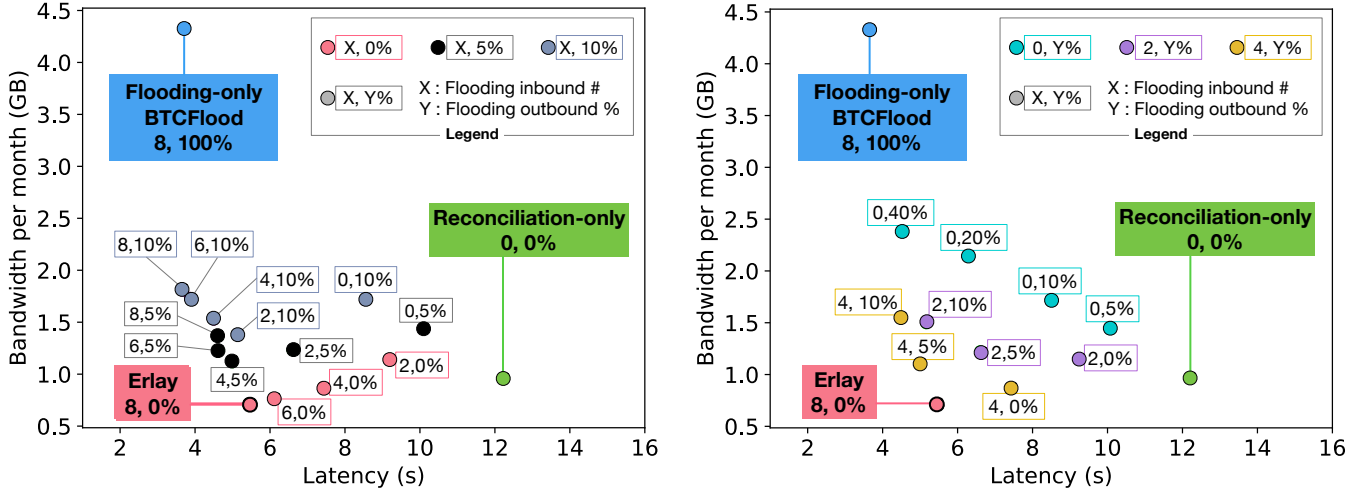 4.5
4.0
3.5
3.0
2.5
2.0
1.5
1.0
0.5
Bandwidth per month (GB)
2 4 6 8 10 12 14 16
Latency (s)
X, 0% X, 5% X, 10%
X, Y% X : Flooding inbound #
Y : Flooding outbound %
Legend
Flooding-only
BTCFlood
8, 100%
Reconciliation-only
0, 0%
8,10% 6,10%
4,10% 0,10%
8,5% 2,10% 0,5%
6,5% 2,5%
4,5% 4,0% 2,0%
6,0%
Erlay
8, 0%
4.5
4.0
3.5
3.0
2.5
2.0
1.5
1.0
0.5
Bandwidth per month (GB)
2 4 6 8 10 12 14 16
Latency (s)
0, Y% 2, Y% 4, Y%
X, Y% X : Flooding inbound #
Y : Flooding outbound %
Legend
Flooding-only
BTCFlood
8, 100%
Reconciliation-only
0, 0%
0,40%
0,20%
4, 10% 2,10% 0,10% 0,5%
4, 5% 2,5% 2,0%
4, 0%
Erlay
8, 0%